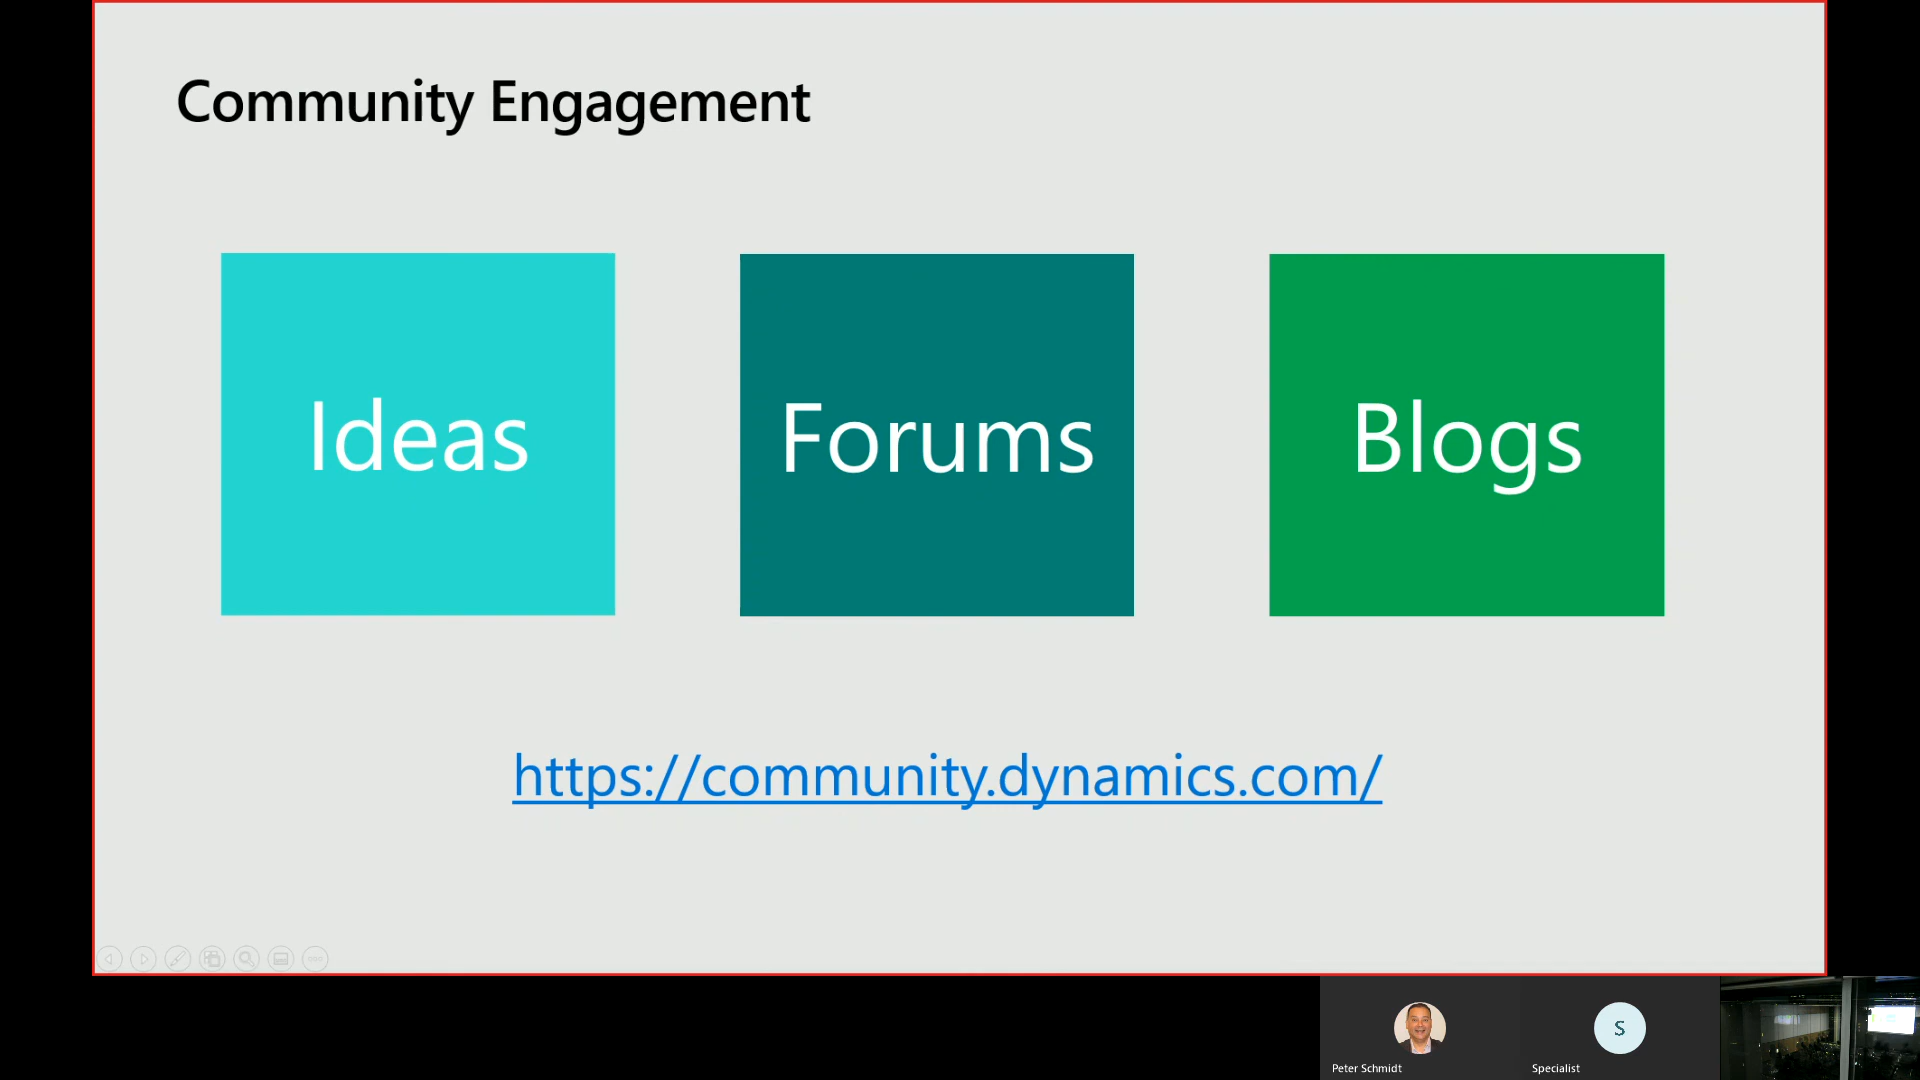 Community Engagement
Ideas
Forums
Blogs
https://community.dynamics.com/
S
Peter Schmidt
Specialist